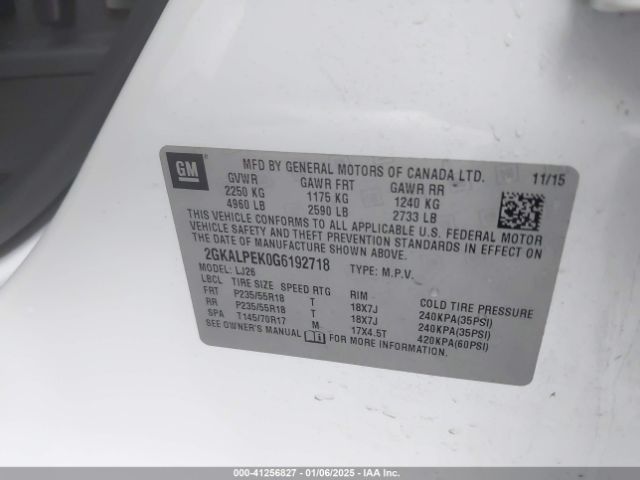 GM
MFD BY GENERAL MOTORS OF CANADA LTD.
11/15
GVWR GAWR FRT GAWR RR
2250 KG 1175 KG 1240 KG
4960 LB 2590 LB 2733 LB
THIS VEHICLE CONFORMS TO ALL APPLICABLE U.S. FEDERAL MOTOR
VEHICLE SAFETY AND THEFT PREVENTION STANDARDS IN EFFECT ON
THE DATE OF MANUFACTURE SHOWN ABOVE.
2GKALPEK0G6192718 TYPE: M.P.V.
MODEL: LJ26
LBCL TIRE SIZE SPEED RTG RIM COLD TIRE PRESSURE
FRT P235/55R18 T 18X7J 240KPA(35PSI)
RR P235/55R18 T 18X7J 240KPA(35PSI)
SPA T145/70R17 M 17X4.5T 420KPA(60PSI)
SEE OWNER'S MANUAL FOR MORE INFORMATION.
000-41256827 - 01/06/2025 - IAAI.com